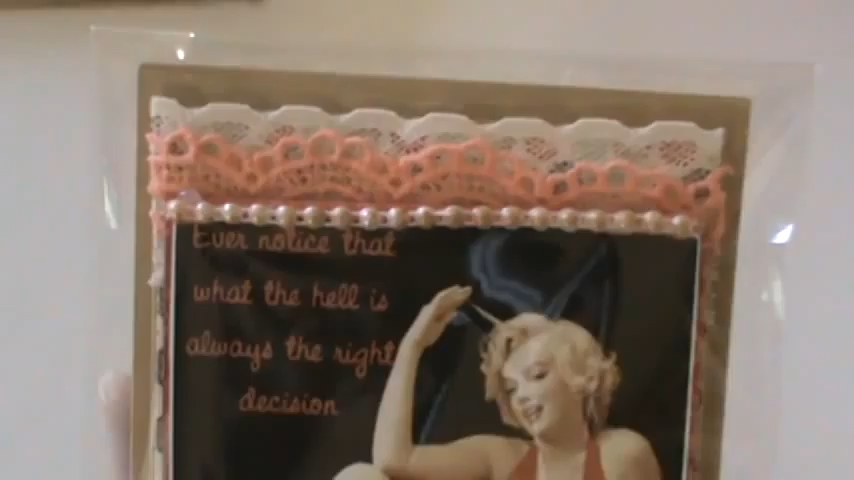 Ever notice that
what the hell is
always the right
decision